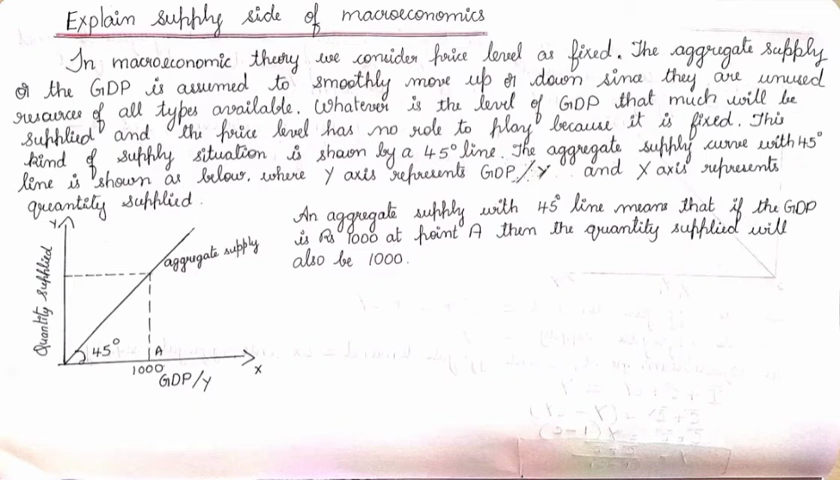 Explain supply side of macroeconomics
In macroeconomic theory we consider price level as fixed. The aggregate supply
or the GDP is assumed to smoothly move up or down since they are unused
resources of all types available. Whatever is the level of GDP that much will be
supplied and the price level has no role to play because it is fixed. This
kind of supply situation is shown by a 45° line. The aggregate supply curve with 45°
line is shown as below, where Y axis represents GDP/Y and X axis represents
quantity supplied.
An aggregate supply with 45° line means that if the GDP
is Rs 1000 at point A then the quantity supplied will
also be 1000.
Y
Quantity supplied
aggregate supply
45°
A
1000
X
GDP/Y